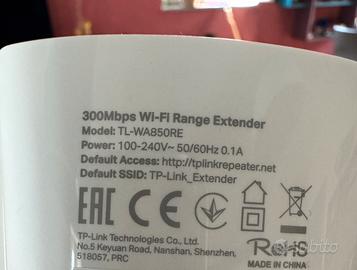 300Mbps Wi-Fi Range Extender
Model: TL-WA850RE
Power: 100-240V~ 50/60Hz 0.1A
Default Access: http://tplinkrepeater.net
Default SSID: TP-Link_Extender
EAC CE
TP-Link Technologies Co., Ltd.
No.5 Keyuan Road, Nanshan, Shenzhen,
518057, PRC
RoHS
MADE IN CHINA
subito